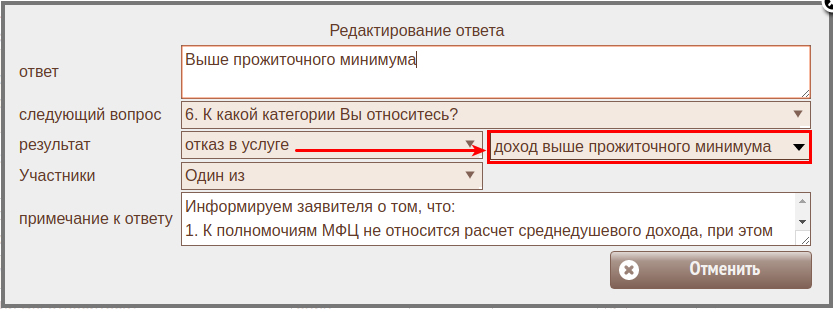 Редактирование ответа
ответ
Выше прожиточного минимума
следующий вопрос
6. К какой категории Вы относитесь?
результат
отказ в услуге
доход выше прожиточного минимума
Участники
Один из
примечание к ответу
Информируем заявителя о том, что:
1. К полномочиям МФЦ не относится расчет среднедушевого дохода, при этом
Отменить